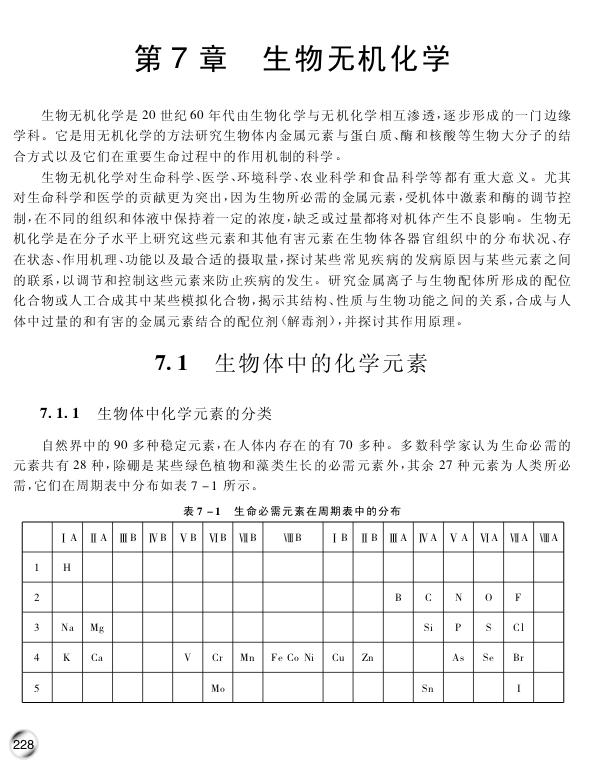 第 7 章 生物无机化学
生物无机化学是 20 世纪 60 年代由生物化学与无机化学相互渗透,逐步形成的一门边缘
学科。它是用无机化学的方法研究生物体内金属元素与蛋白质、酶和核酸等生物大分子的结
合方式以及它们在重要生命过程中的作用机制的科学。
生物无机化学对生命科学、医学、环境科学、农业科学和食品科学等都有重大意义。尤其
对生命科学和医学的贡献更为突出,因为生物所必需的金属元素,受机体中激素和酶的调节控
制,在不同的组织和体液中保持着一定的浓度,缺乏或过量都将对机体产生不良影响。生物无
机化学是在分子水平上研究这些元素和其他有害元素在生物体各器官组织中的分布状况、存
在状态、作用机理、功能以及最合适的摄取量,探讨某些常见疾病的发病原因与某些元素之间
的联系,以调节和控制这些元素来防止疾病的发生。研究金属离子与生物配体所形成的配位
化合物或人工合成其中某些模拟化合物,揭示其结构、性质与生物功能之间的关系,合成与人
体中过量的和有害的金属元素结合的配位剂(解毒剂),并探讨其作用原理。
7.1 生物体中的化学元素
7.1.1 生物体中化学元素的分类
自然界中的 90 多种稳定元素,在人体内存在的有 70 多种。多数科学家认为生命必需的
元素共有 28 种,除硼是某些绿色植物和藻类生长的必需元素外,其余 27 种元素为人类所必
需,它们在周期表中分布如表 7-1 所示。
表 7-1 生命必需元素在周期表中的分布
ⅠA ⅡA ⅢB ⅣB ⅤB ⅥB ⅦB ⅧB ⅠB ⅡB ⅢA ⅣA ⅤA ⅥA ⅦA ⅧA
1 H
2 B C N O F
3 Na Mg Si P S Cl
4 K Ca V Cr Mn Fe Co Ni Cu Zn As Se Br
5 Mo Sn I
228